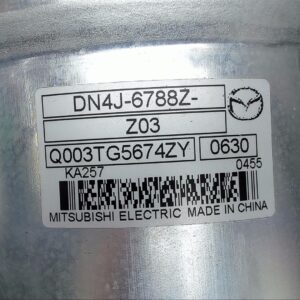 DN4J-6788Z-
Z03
Q003TG5674ZY 0630
KA257 0455
MITSUBISHI ELECTRIC MADE IN CHINA